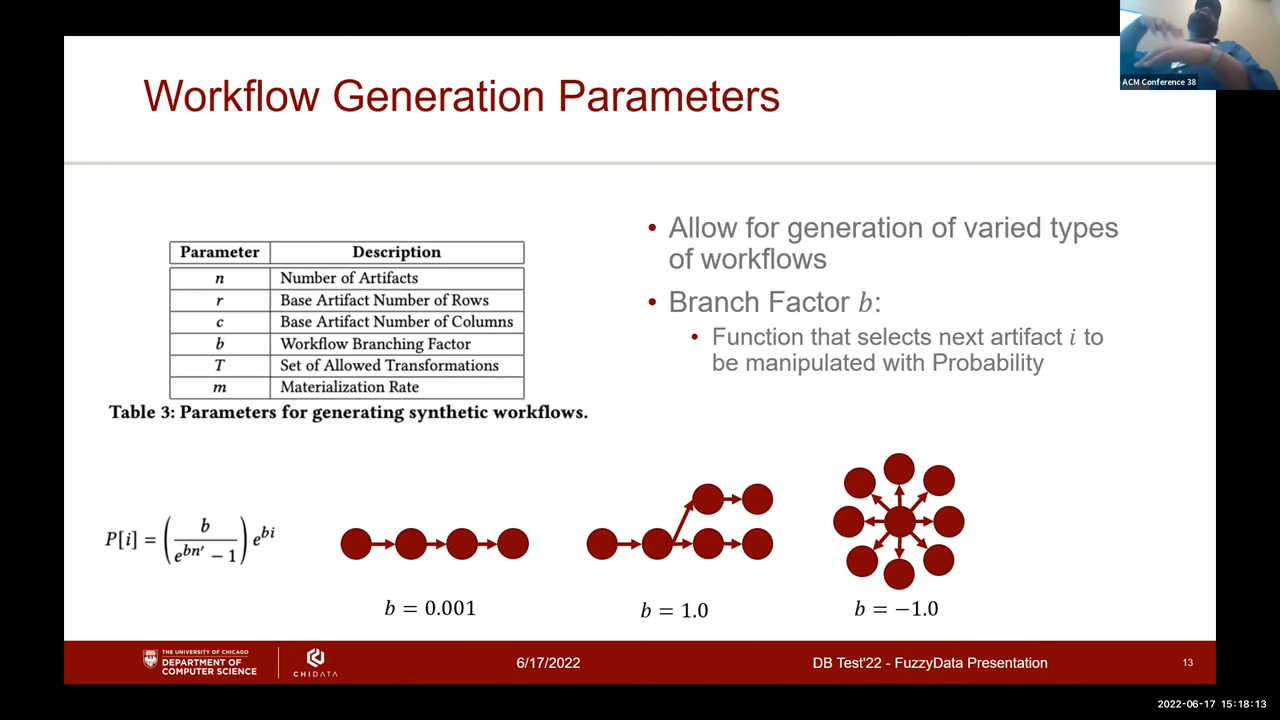 ACM Conference 38
Workflow Generation Parameters
Parameter Description
n Number of Artifacts
r Base Artifact Number of Rows
c Base Artifact Number of Columns
b Workflow Branching Factor
T Set of Allowed Transformations
m Materialization Rate
Table 3: Parameters for generating synthetic workflows.
• Allow for generation of varied types
of workflows
• Branch Factor b:
• Function that selects next artifact i to
be manipulated with Probability
P[i] = (b / (e^{bn'} − 1)) e^{bi}
b = 0.001
b = 1.0
b = −1.0
THE UNIVERSITY OF CHICAGO
DEPARTMENT OF
COMPUTER SCIENCE
CHIDATA
6/17/2022
DB Test'22 - FuzzyData Presentation
13
2022-06-17 15:18:13